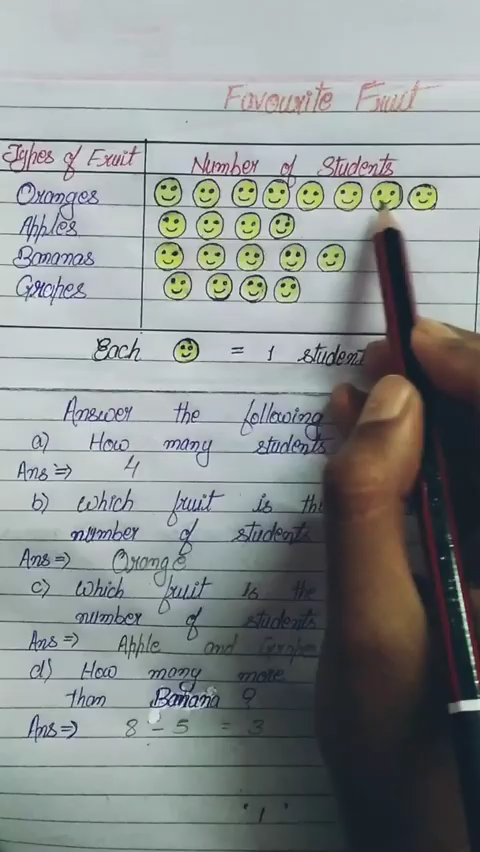 Favourite Fruit
Types of Fruit Number of Students
Oranges
Apples
Bananas
Grapes
Each = 1 student
Answer the following
a) How many students
Ans => 4
b) which fruit is
number of students
Ans => Orange
c) which fruit is the
number of students
Ans => Apple and Grapes
d) How many more
than Banana ?
Ans => 8 - 5 = 3